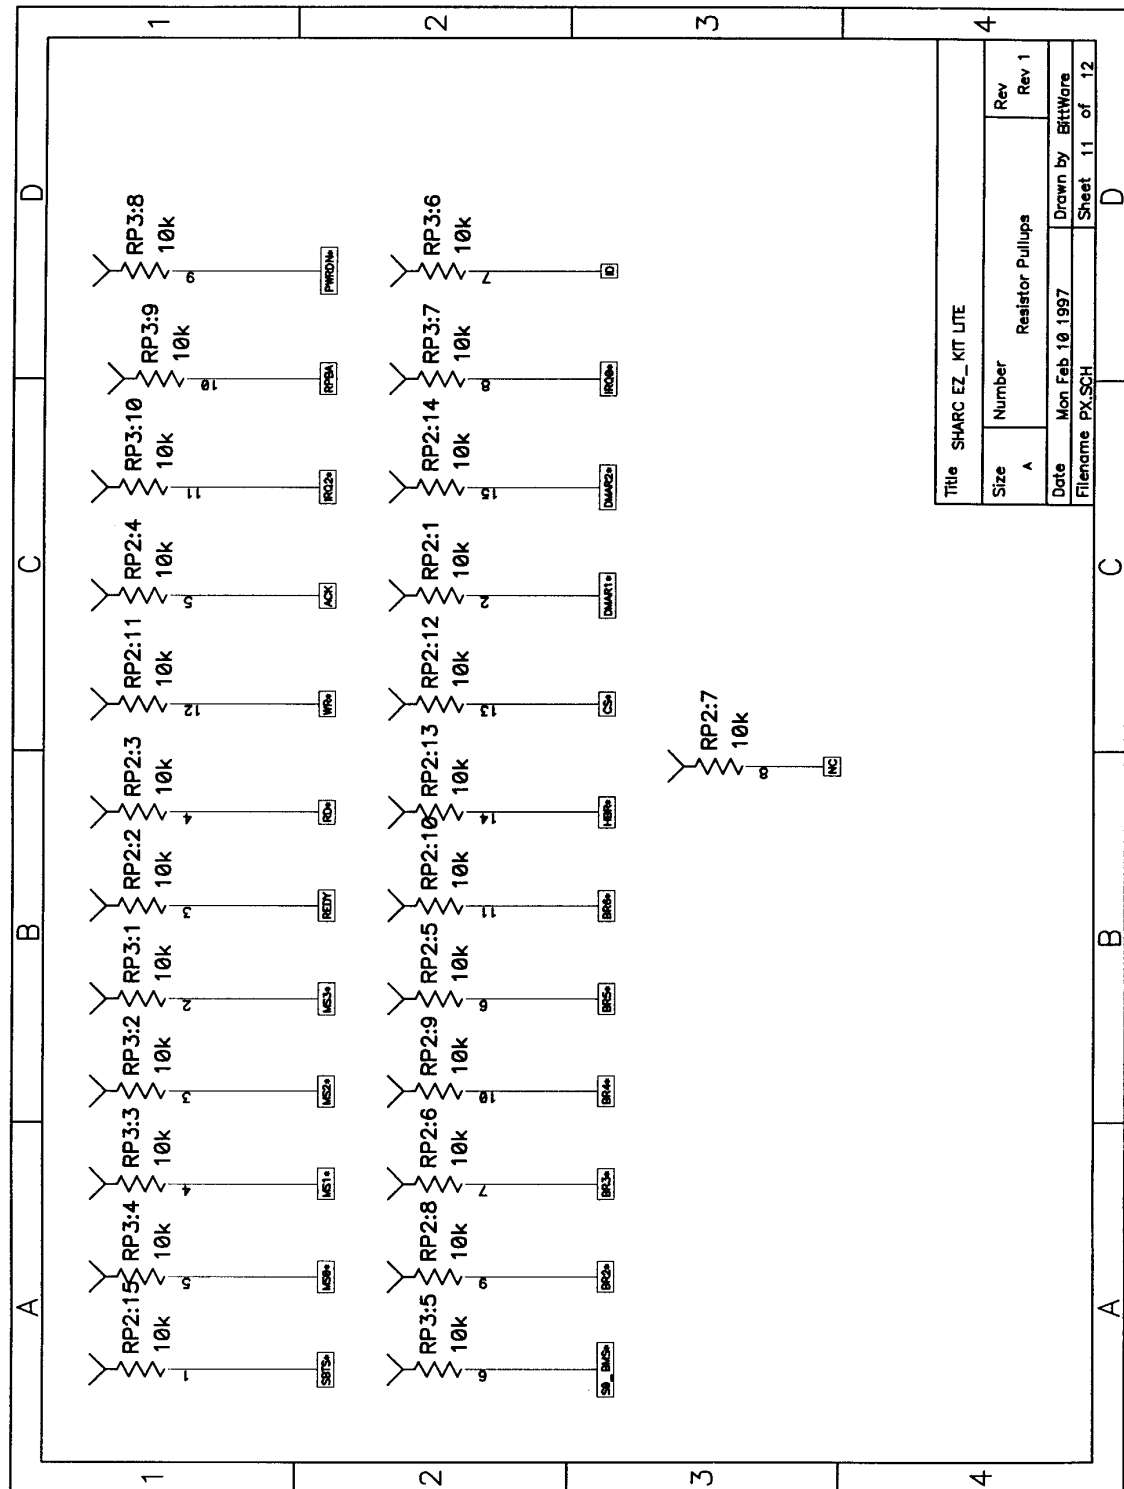 A
B
C
D
1
2
3
4
RP2:15
10k
1
SBTS*
RP3:4
10k
5
MS0*
RP3:3
10k
4
MS1*
RP3:2
10k
3
MS2*
RP3:1
10k
2
MS3*
RP2:2
10k
3
REDY
RP2:3
10k
4
RD*
RP2:11
10k
12
WR*
RP2:4
10k
5
ACK
RP3:10
10k
11
IRQ2*
RP3:9
10k
10
RPBA
RP3:8
10k
9
PWRDN*
RP3:5
10k
6
S0_BMS*
RP2:8
10k
9
BR2*
RP2:6
10k
7
BR3*
RP2:9
10k
10
BR4*
RP2:5
10k
6
BR5*
RP2:10
10k
11
BR6*
RP2:13
10k
14
HBR*
RP2:12
10k
13
CS*
RP2:1
10k
2
DMAR1*
RP2:14
10k
15
DMAR2*
RP3:7
10k
8
IRQ0*
RP3:6
10k
7
ID
RP2:7
10k
8
NC
Title SHARC EZ_KIT LITE
Size A
Number Resistor Pullups
Rev Rev 1
Date Mon Feb 10 1997
Drawn by BittWare
Filename PX.SCH
Sheet 11 of 12
1
2
3
4
A
B
C
D